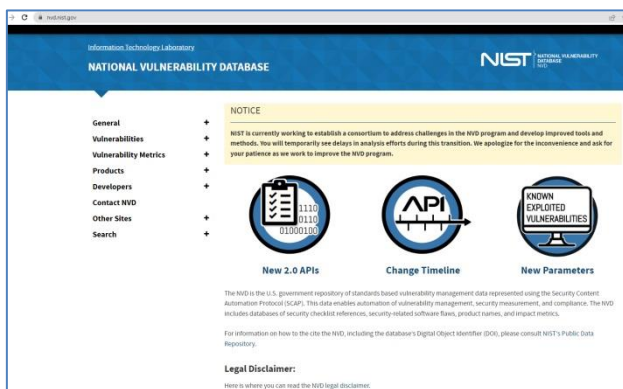 nvd.nist.gov
Information Technology Laboratory
NATIONAL VULNERABILITY DATABASE
NIST
NATIONAL VULNERABILITY
DATABASE
NVD
General +
Vulnerabilities +
Vulnerability Metrics +
Products +
Developers +
Contact NVD
Other Sites +
Search +
NOTICE
NIST is currently working to establish a consortium to address challenges in the NVD program and develop improved tools and
methods. You will temporarily see delays in analysis efforts during this transition. We apologize for the inconvenience and ask for
your patience as we work to improve the NVD program.
1110
0110
01000100
API
KNOWN
EXPLOITED
VULNERABILITIES
New 2.0 APIs
Change Timeline
New Parameters
The NVD is the U.S. government repository of standards based vulnerability management data represented using the Security Content
Automation Protocol (SCAP). This data enables automation of vulnerability management, security measurement, and compliance. The NVD
includes databases of security checklist references, security-related software flaws, product names, and impact metrics.
For information on how to the cite the NVD, including the database's Digital Object Identifier (DOI), please consult NIST's Public Data
Repository.
Legal Disclaimer:
Here is where you can read the NVD legal disclaimer.